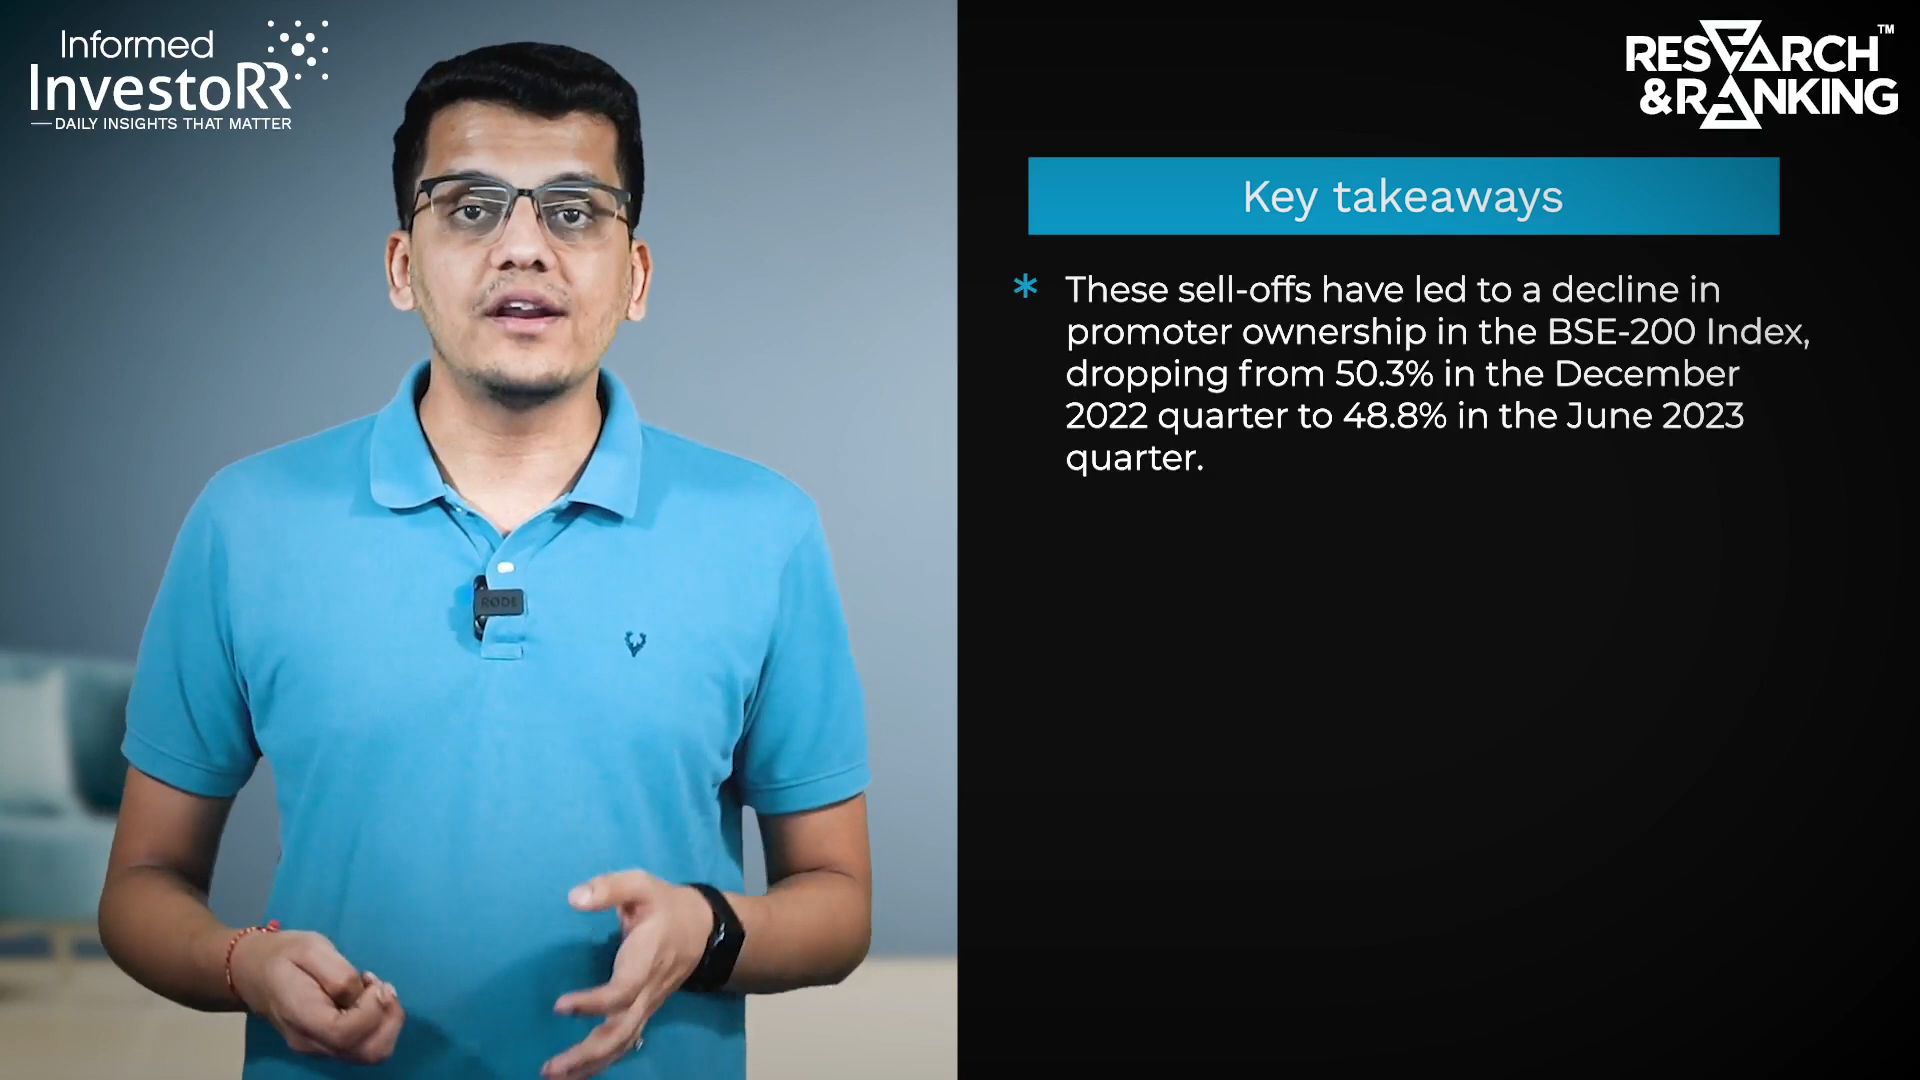 Informed
InvestoRR
DAILY INSIGHTS THAT MATTER
RESEARCH™
&RANKING
Key takeaways
* These sell-offs have led to a decline in
promoter ownership in the BSE-200 Index,
dropping from 50.3% in the December
2022 quarter to 48.8% in the June 2023
quarter.
RØDE